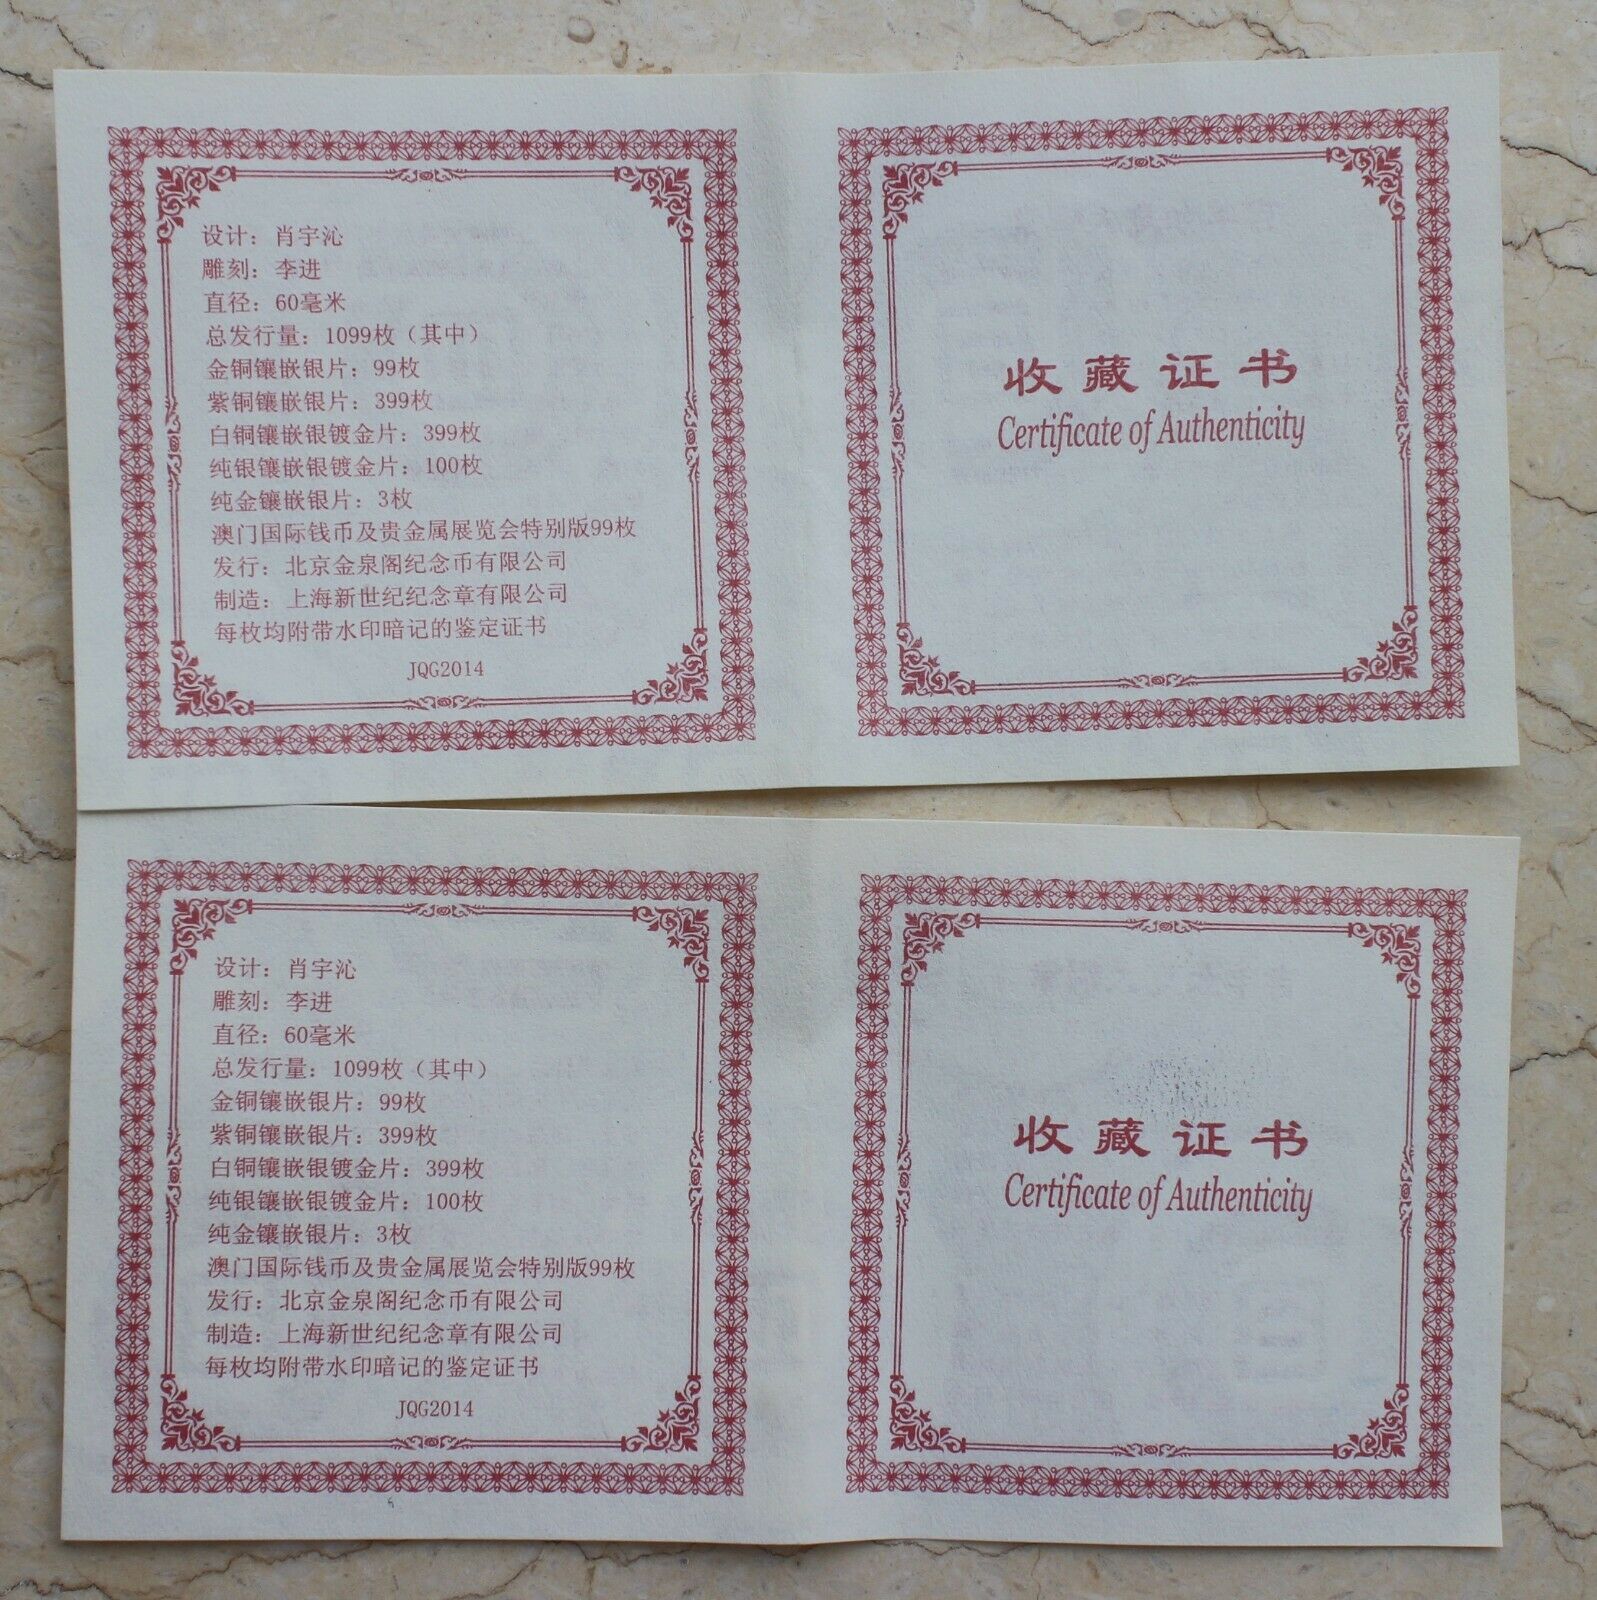 设计：肖宇沁
雕刻：李进
直径：60毫米
总发行量：1099枚（其中）
金铜镶嵌银片：99枚
紫铜镶嵌银片：399枚
白铜镶嵌银镀金片：399枚
纯银镶嵌银镀金片：100枚
纯金镶嵌银片：3枚
澳门国际钱币及贵金属展览会特别版99枚
发行：北京金泉阁纪念币有限公司
制造：上海新世纪纪念章有限公司
每枚均附带水印暗记的鉴定证书
JQG2014
收藏证书
Certificate of Authenticity
设计：肖宇沁
雕刻：李进
直径：60毫米
总发行量：1099枚（其中）
金铜镶嵌银片：99枚
紫铜镶嵌银片：399枚
白铜镶嵌银镀金片：399枚
纯银镶嵌银镀金片：100枚
纯金镶嵌银片：3枚
澳门国际钱币及贵金属展览会特别版99枚
发行：北京金泉阁纪念币有限公司
制造：上海新世纪纪念章有限公司
每枚均附带水印暗记的鉴定证书
JQG2014
收藏证书
Certificate of Authenticity